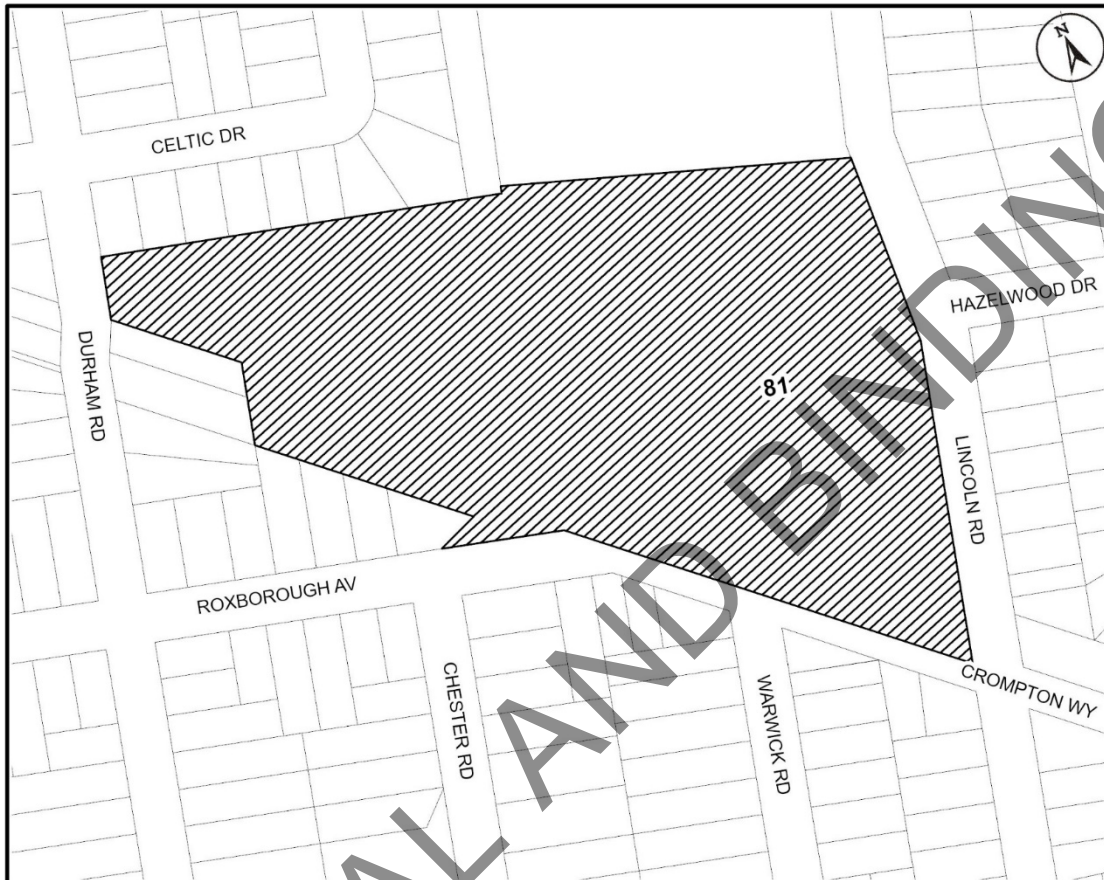 N
CELTIC DR
HAZELWOOD DR
DURHAM RD
81
LINCOLN RD
ROXBOROUGH AV
CHESTER RD
WARWICK RD
CROMPTON WY
AL AND BINDING